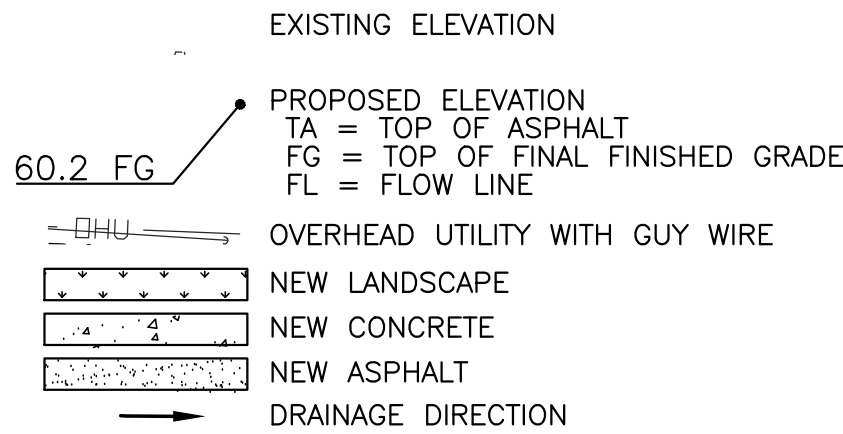 EXISTING ELEVATION
PROPOSED ELEVATION
TA = TOP OF ASPHALT
FG = TOP OF FINAL FINISHED GRADE
FL = FLOW LINE
60.2 FG
OHU
OVERHEAD UTILITY WITH GUY WIRE
NEW LANDSCAPE
NEW CONCRETE
NEW ASPHALT
DRAINAGE DIRECTION